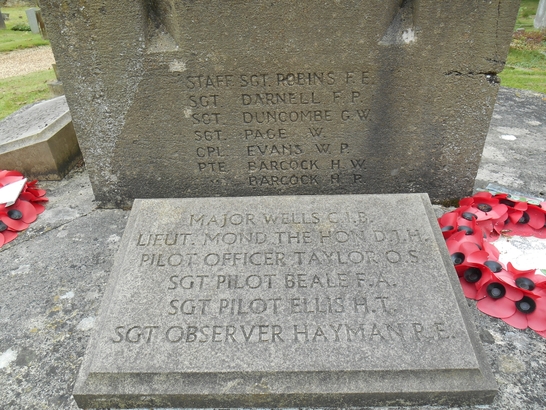 STAFF SGT. ROBINS F. E.
SGT. DARNELL F. P.
SGT. DUNCOMBE G. W.
SGT. PAGE W.
CPL. EVANS W. P.
PTE. BARCOCK H. W.
BARCOCK H. P.
MAJOR WELLS C.J.B.
LIEUT. MOND THE HON D.J.H.
PILOT OFFICER TAYLOR O.S.
SGT PILOT BEALE F.A.
SGT PILOT ELLIS H.T.
SGT OBSERVER HAYMAN R.E.